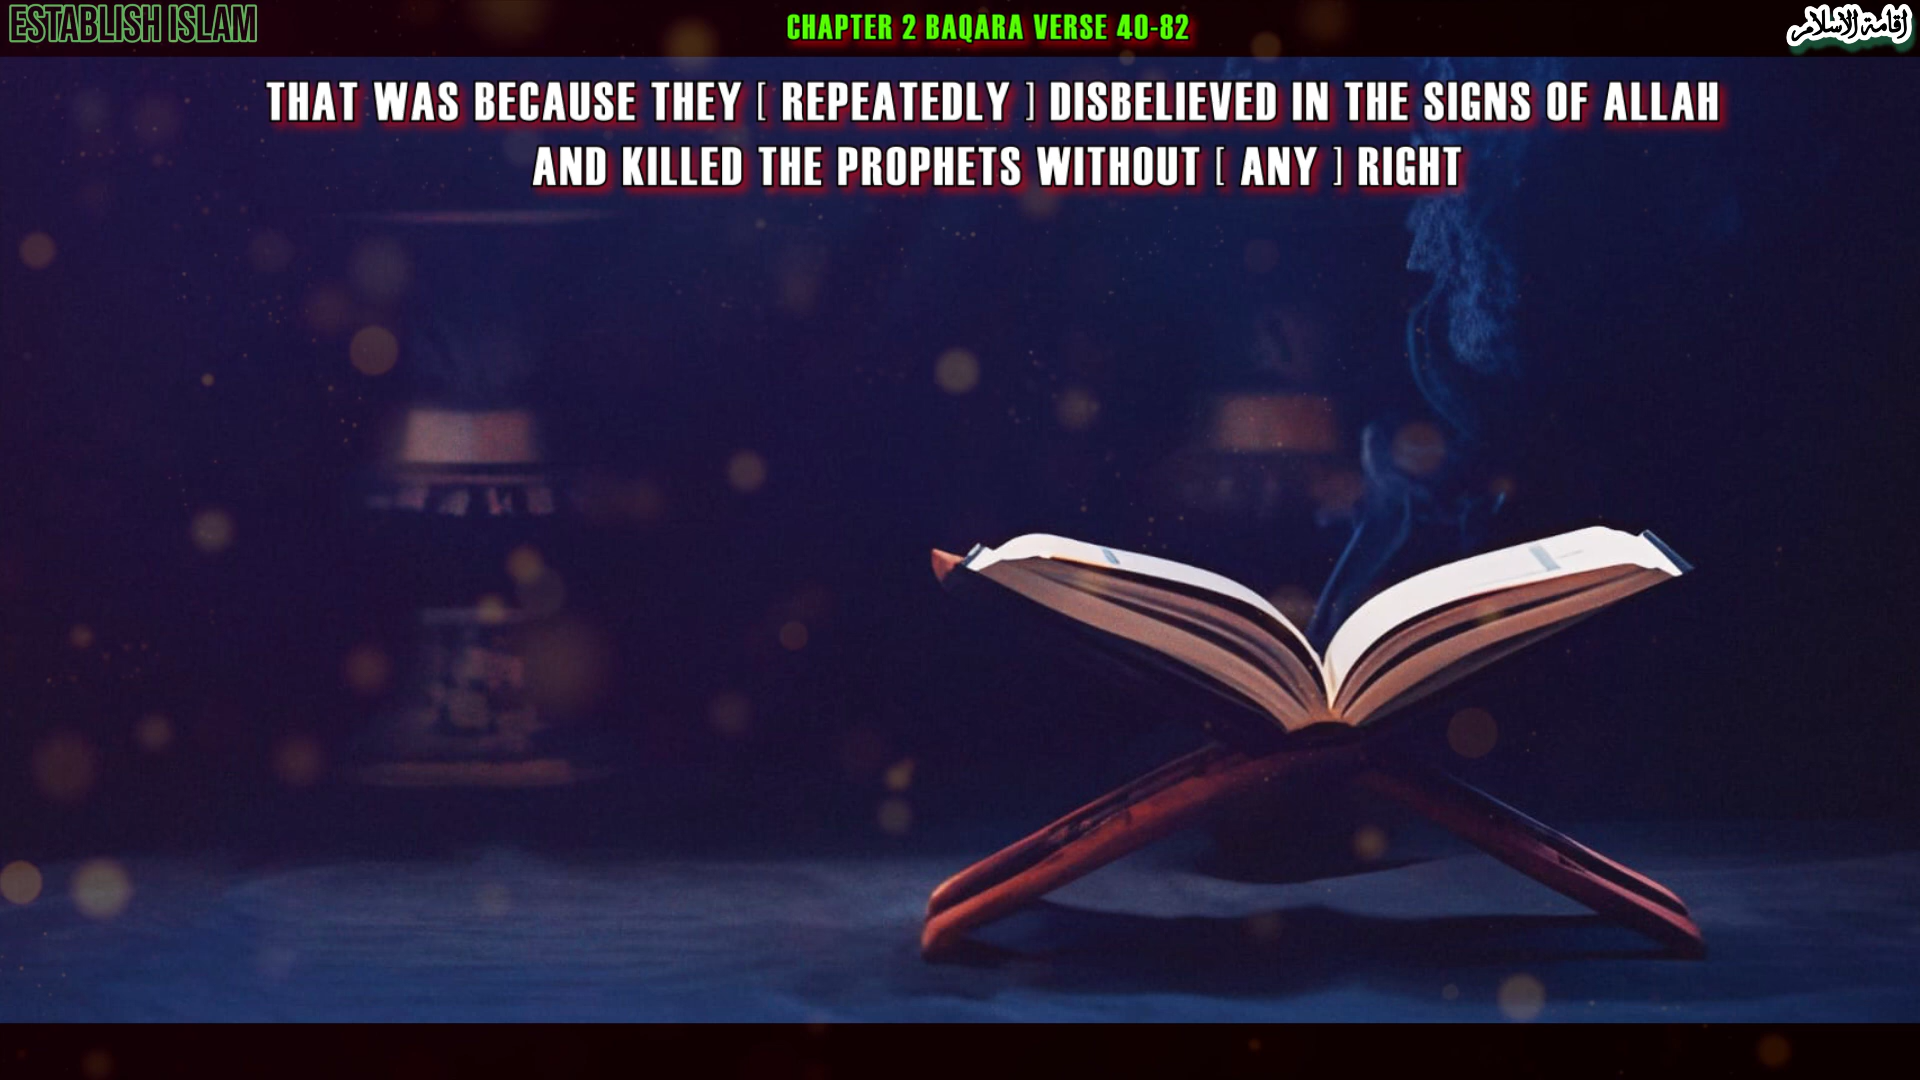 ESTABLISH ISLAM
CHAPTER 2 BAQARA VERSE 40-82
إقامة الإسلام
THAT WAS BECAUSE THEY [ REPEATEDLY ] DISBELIEVED IN THE SIGNS OF ALLAH
AND KILLED THE PROPHETS WITHOUT [ ANY ] RIGHT